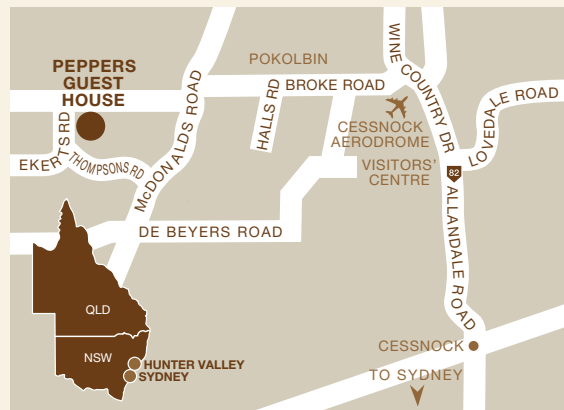 PEPPERS
GUEST
HOUSE
POKOLBIN
BROKE ROAD
WINE COUNTRY DR
HALLS RD
McDONALDS ROAD
EKERTS RD
THOMPSONS RD
CESSNOCK
AERODROME
VISITORS'
CENTRE
LOVEDALE ROAD
82
ALLANDALE ROAD
DE BEYERS ROAD
QLD
NSW
HUNTER VALLEY
SYDNEY
CESSNOCK
TO SYDNEY